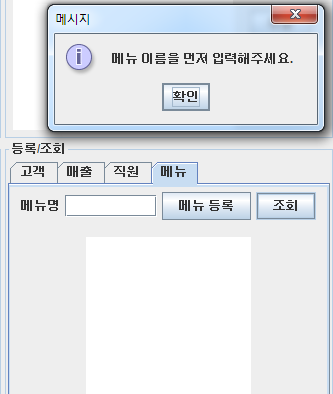 메시지
메뉴 이름을 먼저 입력해주세요.
확인
등록/조회
고객 매출 직원 메뉴
메뉴명 메뉴 등록 조회